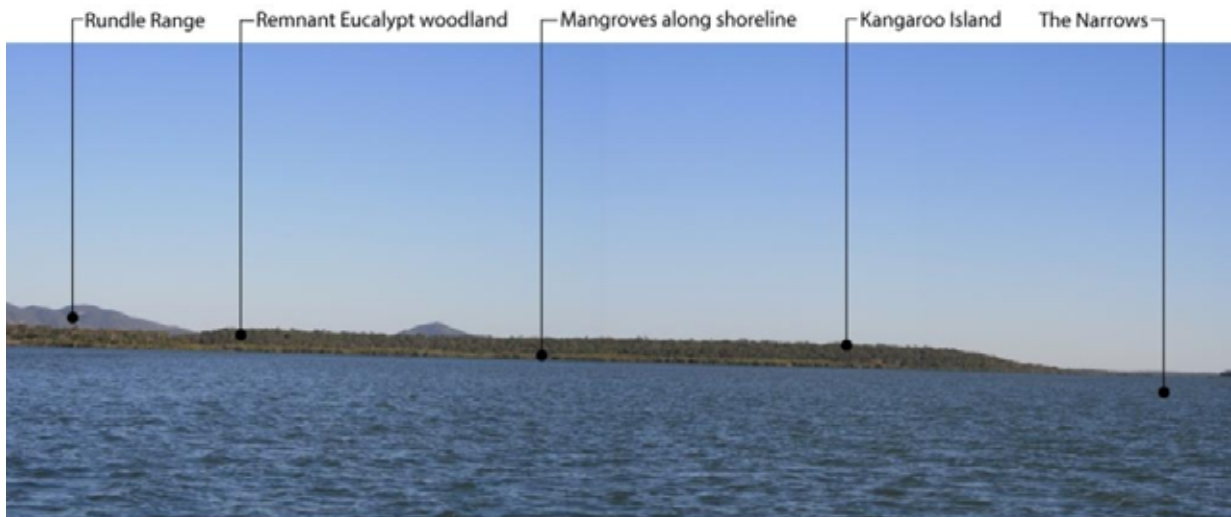 Rundle Range
Remnant Eucalypt woodland
Mangroves along shoreline
Kangaroo Island
The Narrows